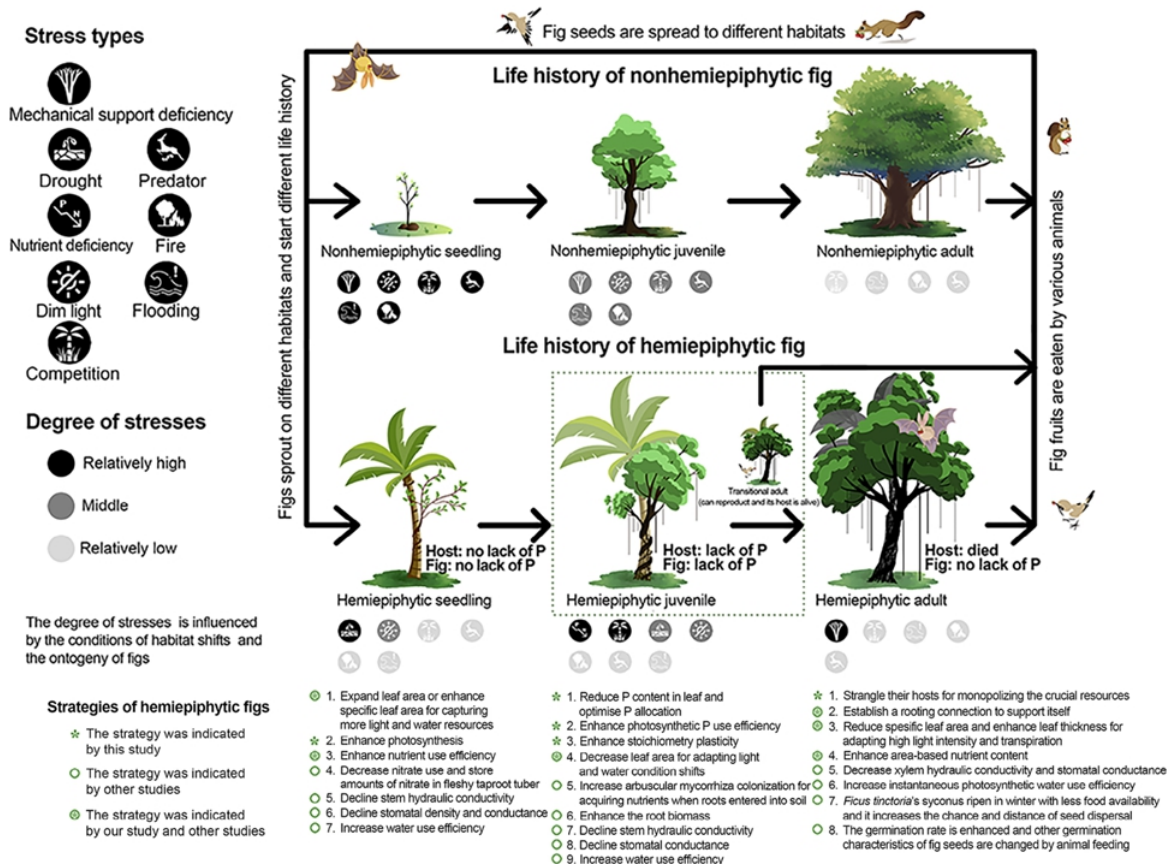 Fig seeds are spread to different habitats
Stress types
Mechanical support deficiency
Drought
Predator
P
N
Nutrient deficiency
Fire
!
Dim light
Flooding
Competition
Degree of stresses
Relatively high
Middle
Relatively low
The degree of stresses is influenced
by the conditions of habitat shifts and
the ontogeny of figs
Figs sprout on different habitats and start different life history
Life history of nonhemiepiphytic fig
Nonhemiepiphytic seedling
Nonhemiepiphytic juvenile
Nonhemiepiphytic adult
Life history of hemiepiphytic fig
Transitional adult
(can reproduce and its host is alive)
Host: no lack of P
Fig: no lack of P
Host: lack of P
Fig: lack of P
Host: died
Fig: no lack of P
Hemiepiphytic seedling
Hemiepiphytic juvenile
Hemiepiphytic adult
Fig fruits are eaten by various animals
Strategies of hemiepiphytic figs
The strategy was indicated
by this study
The strategy was indicated
by other studies
The strategy was indicated
by our study and other studies
1. Expand leaf area or enhance
specific leaf area for capturing
more light and water resources
2. Enhance photosynthesis
3. Enhance nutrient use efficiency
4. Decrease nitrate use and store
amounts of nitrate in fleshy taproot tuber
5. Decline stem hydraulic conductivity
6. Decline stomatal density and conductance
7. Increase water use efficiency
1. Reduce P content in leaf and
optimise P allocation
2. Enhance photosynthetic P use efficiency
3. Enhance stoichiometry plasticity
4. Decrease leaf area for adapting light
and water condition shifts
5. Increase arbuscular mycorrhiza colonization for
acquiring nutrients when roots entered into soil
6. Enhance the root biomass
7. Decline stem hydraulic conductivity
8. Decline stomatal conductance
9. Increase water use efficiency
1. Strangle their hosts for monopolizing the crucial resources
2. Establish a rooting connection to support itself
3. Reduce spesific leaf area and enhance leaf thickness for
adapting high light intensity and transpiration
4. Enhance area-based nutrient content
5. Decrease xylem hydraulic conductivity and stomatal conductance
6. Increase instantaneous photosynthetic water use efficiency
7. Ficus tinctoria's syconus ripen in winter with less food availability
and it increases the chance and distance of seed dispersal
8. The germination rate is enhanced and other germination
characteristics of fig seeds are changed by animal feeding